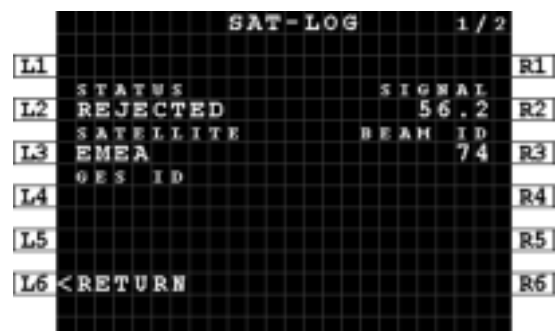 SAT-LOG 1/2
L1 R1
STATUS SIGNAL
L2 REJECTED 56.2 R2
SATELLITE BEAM ID
L3 EMEA 74 R3
GES ID
L4 R4
L5 R5
L6 <RETURN R6